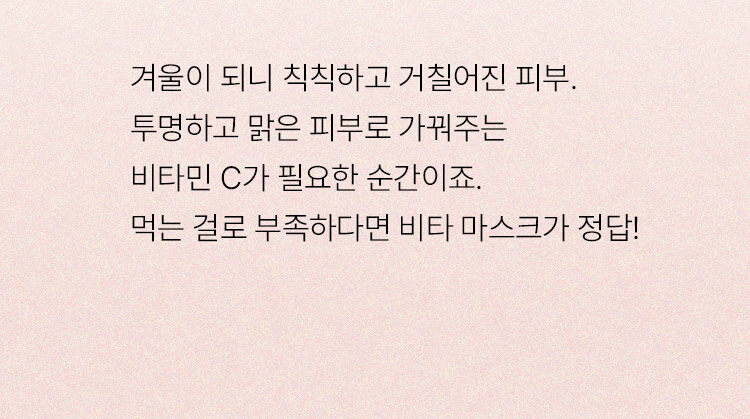 겨울이 되니 칙칙하고 거칠어진 피부.
투명하고 맑은 피부로 가꿔주는
비타민 C가 필요한 순간이죠.
먹는 걸로 부족하다면 비타 마스크가 정답!